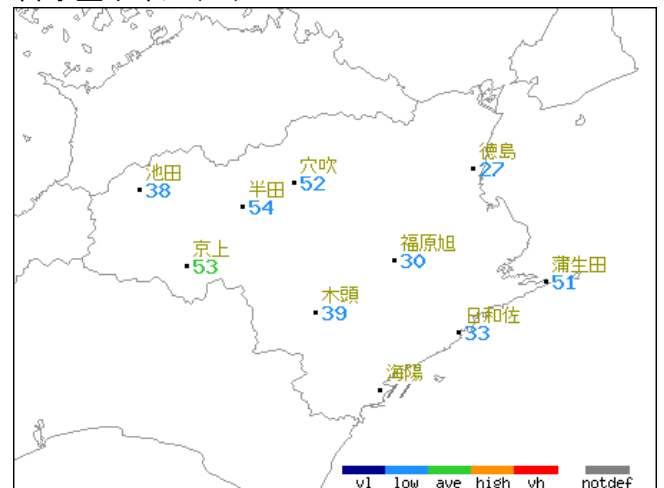 徳島
27
穴吹
52
池田
38
半田
54
福原旭
30
京上
53
蒲生田
51
木頭
39
日和佐
33
海陽
//
vl low ave high vh notdef